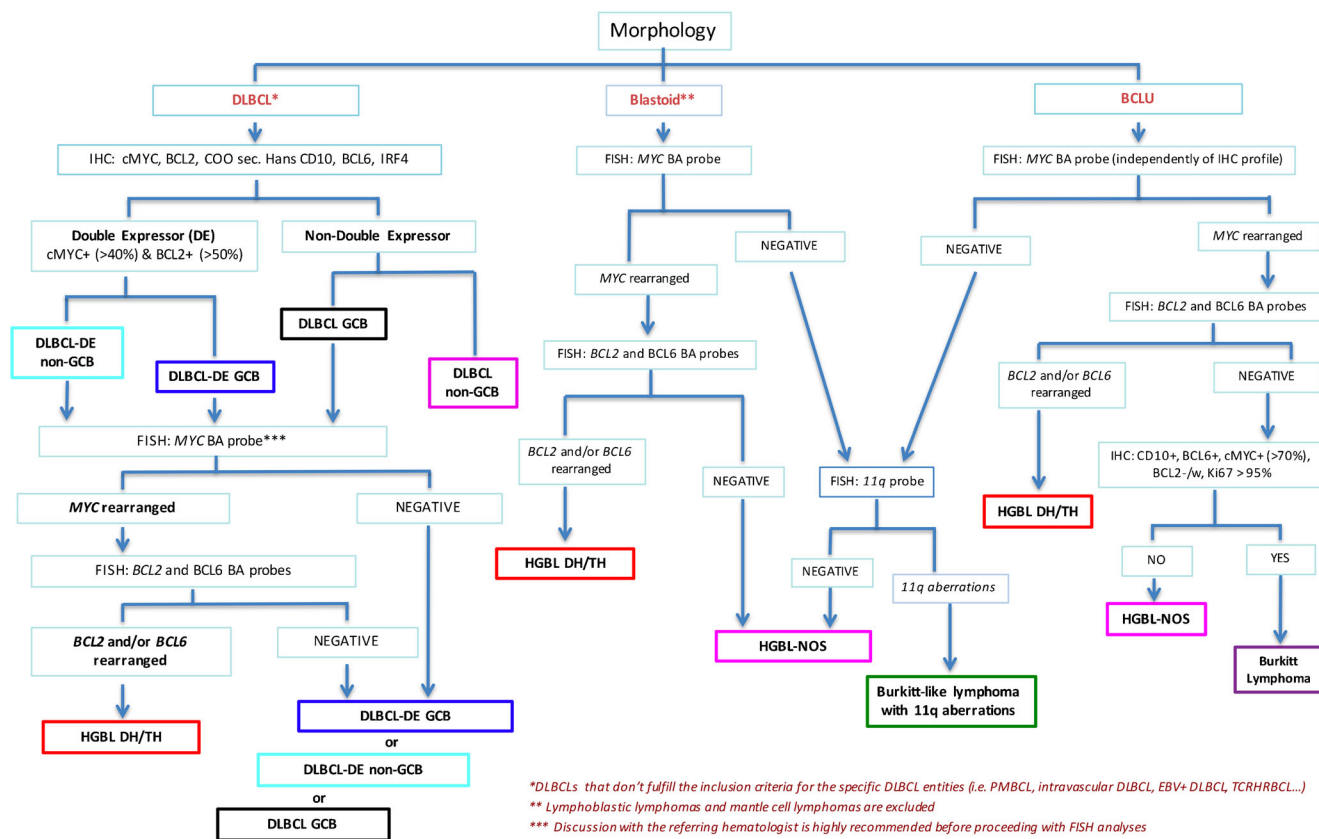 Morphology
DLBCL*
Blastoid**
BCLU
IHC: cMYC, BCL2, COO sec. Hans CD10, BCL6, IRF4
FISH: MYC BA probe
FISH: MYC BA probe (independently of IHC profile)
Double Expressor (DE)
cMYC+ (>40%) & BCL2+ (>50%)
Non-Double Expressor
NEGATIVE
NEGATIVE
MYC rearranged
MYC rearranged
DLBCL GCB
DLBCL-DE
non-GCB
DLBCL-DE GCB
DLBCL
non-GCB
FISH: BCL2 and BCL6 BA probes
FISH: BCL2 and BCL6 BA probes
BCL2 and/or BCL6
rearranged
NEGATIVE
FISH: MYC BA probe***
BCL2 and/or BCL6
rearranged
NEGATIVE
FISH: 11q probe
IHC: CD10+, BCL6+, cMYC+ (>70%),
BCL2-/w, Ki67 > 95%
MYC rearranged
NEGATIVE
HGBL DH/TH
HGBL DH/TH
FISH: BCL2 and BCL6 BA probes
NEGATIVE
11q aberrations
NO
YES
BCL2 and/or BCL6
rearranged
NEGATIVE
HGBL-NOS
HGBL-NOS
Burkitt
Lymphoma
HGBL DH/TH
DLBCL-DE GCB
or
DLBCL-DE non-GCB
or
DLBCL GCB
Burkitt-like lymphoma
with 11q aberrations
*DLBCLs that don't fulfill the inclusion criteria for the specific DLBCL entities (i.e. PMBCL, intravascular DLBCL, EBV+ DLBCL, TCRHRBCL...)
** Lymphoblastic lymphomas and mantle cell lymphomas are excluded
*** Discussion with the referring hematologist is highly recommended before proceeding with FISH analyses